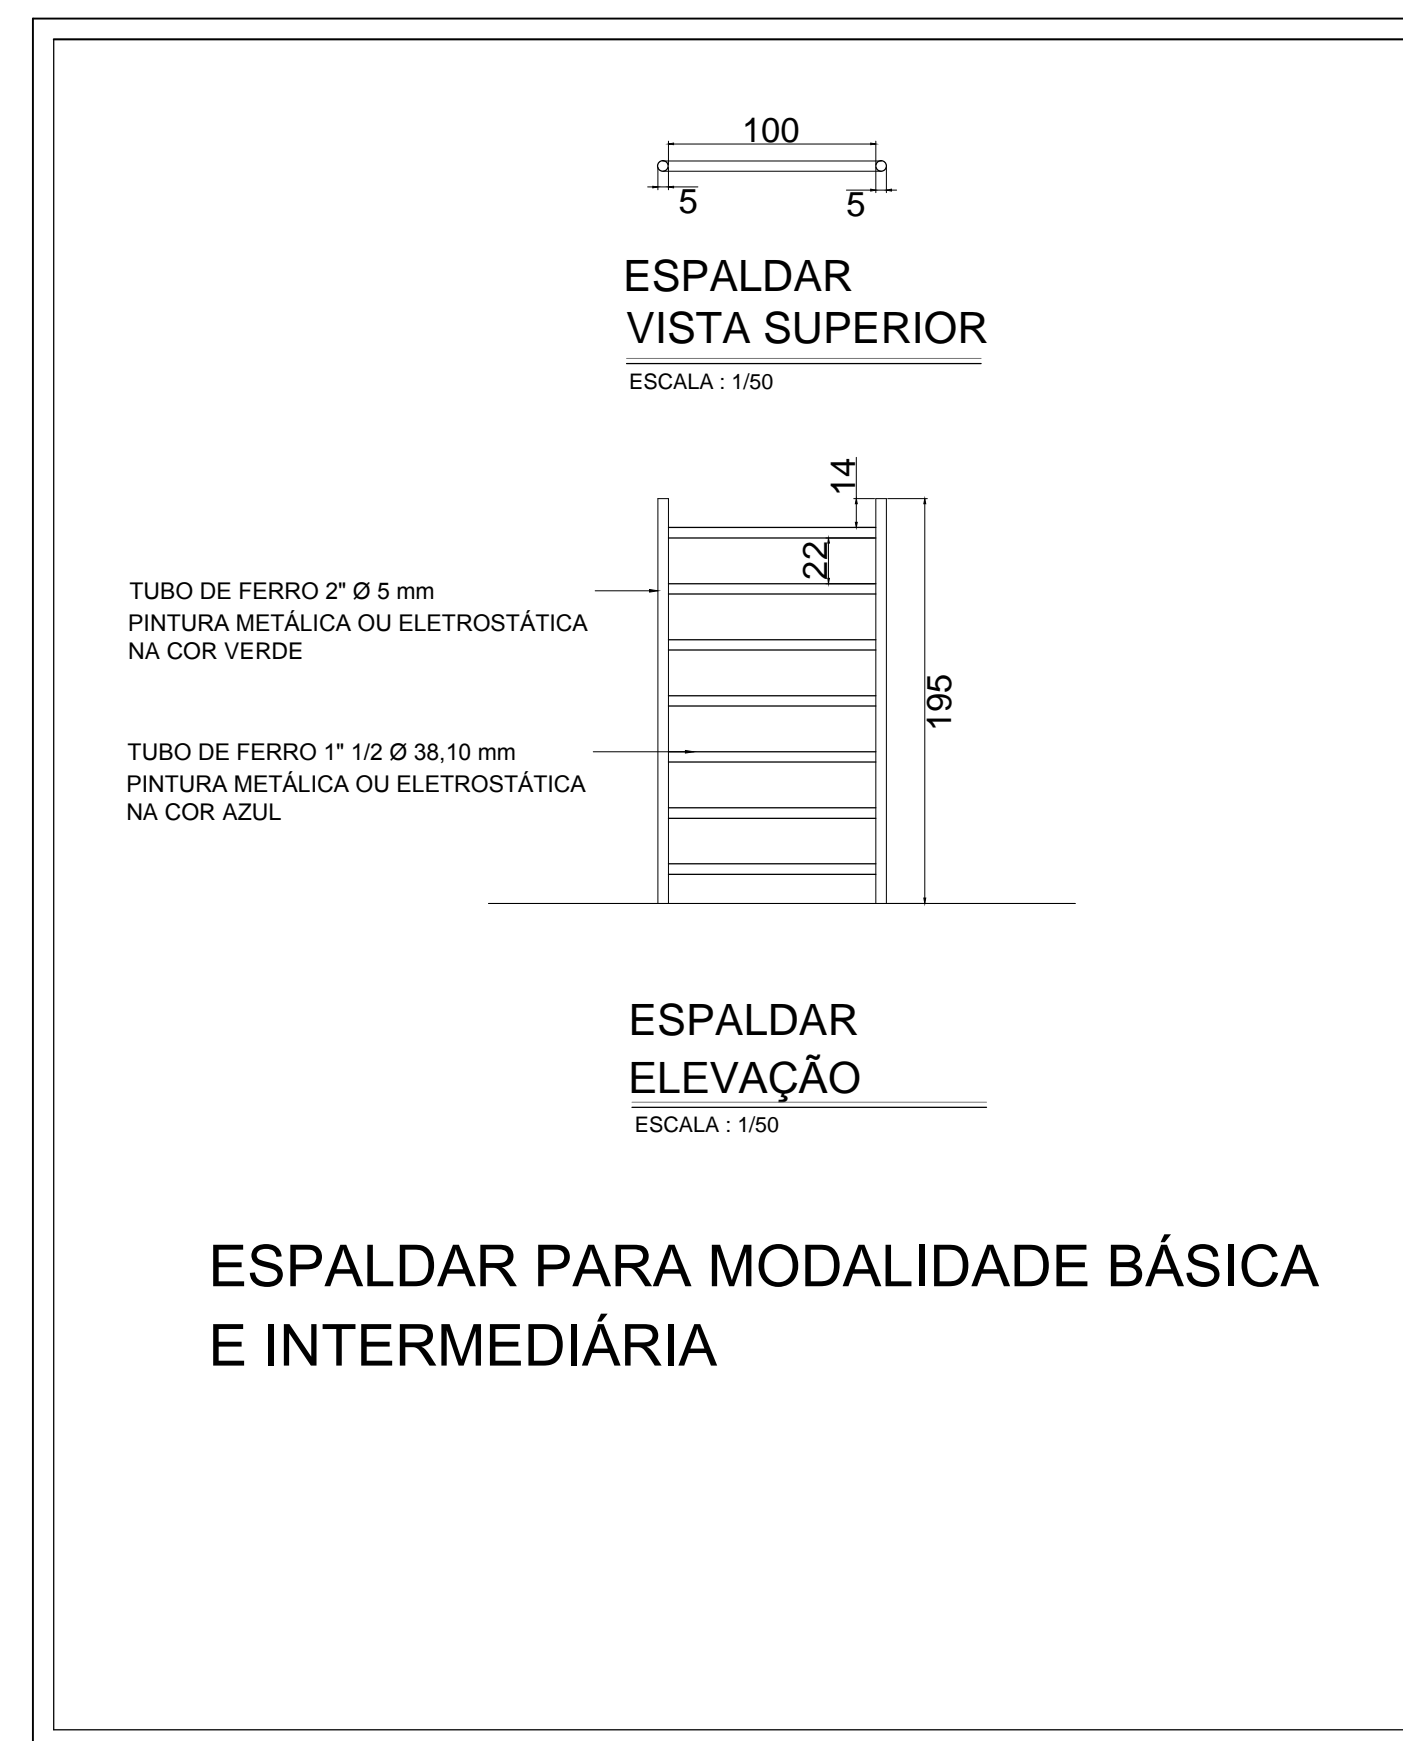 100
5
5
ESPALDAR
VISTA SUPERIOR
ESCALA : 1/50
14
22
195
TUBO DE FERRO 2" Ø 5 mm
PINTURA METÁLICA OU ELETROSTÁTICA
NA COR VERDE
TUBO DE FERRO 1" 1/2 Ø 38,10 mm
PINTURA METÁLICA OU ELETROSTÁTICA
NA COR AZUL
ESPALDAR
ELEVAÇÃO
ESCALA : 1/50
ESPALDAR PARA MODALIDADE BÁSICA
E INTERMEDIÁRIA